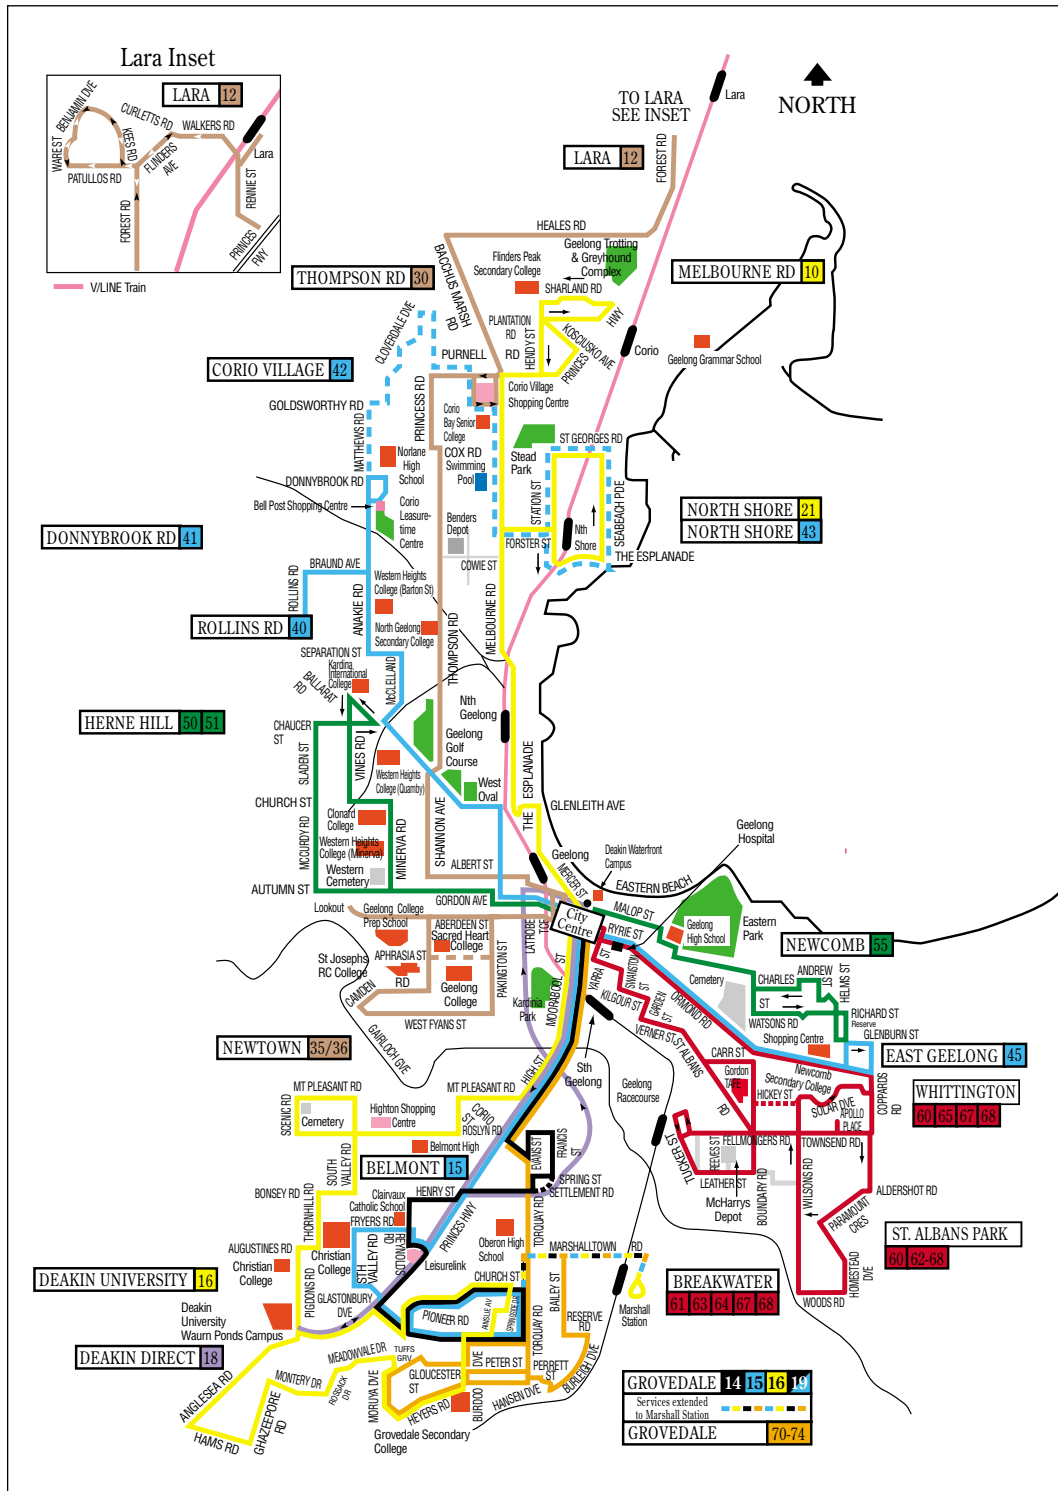 Lara Inset
LARA 12
BENJAMIN DVE
CURLETTS RD
WALKERS RD
KEES RD
WARE ST
FLINDERS
AVE
PATULLOS RD
Lara
RENNIE ST
FOREST RD
PRINCES
FWY
V/LINE Train
TO LARA
SEE INSET
Lara
NORTH
LARA 12
FOREST RD
HEALES RD
BACCHUS MARSH
RD
THOMPSON RD 30
Flinders Peak
Secondary College
Geelong Trotting
& Greyhound
Complex
MELBOURNE RD 10
SHARLAND RD
HWY
PLANTATION
RD
HENDY ST
KOSCIUSKO AVE
PRINCES
Corio
Geelong Grammar School
CLOVERDALE DVE
CORIO VILLAGE 42
PURNELL
RD
PRINCESS RD
Corio Village
Shopping Centre
GOLDSWORTHY RD
MATTHEWS RD
Corio
Bay Senior
College
Norlane
High
School
COX RD
Swimming
Pool
Stead
Park
ST GEORGES RD
STATION ST
SEABEACH PDE
DONNYBROOK RD
Bell Post Shopping Centre
Corio
Leasure-
time
Centre
Benders
Depot
NORTH SHORE 21
NORTH SHORE 43
DONNYBROOK RD 41
Nth
Shore
FORSTER ST
THE ESPLANADE
BRAUND AVE
COWIE ST
ROLLINS RD
ANAKIE RD
Western Heights
College (Barton St)
MELBOURNE RD
ROLLINS RD 40
North Geelong
Secondary College
THOMPSON RD
SEPARATION ST
Kardina
International
College
McCLELLAND
BALLARAT
RD
HERNE HILL 50 51
Nth
Geelong
CHAUCER
ST
VINES RD
Geelong
Golf
Course
SLADEN ST
Western Heights
College (Quamby)
West
Oval
THE ESPLANADE
CHURCH ST
GLENLEITH AVE
Clonard
College
SHANNON AVE
MINERVA RD
McCURDY RD
Western Heights
College (Minerva)
Western
Cemetery
ALBERT ST
Geelong
MERCER ST
Deakin Waterfront
Campus
Geelong
Hospital
EASTERN BEACH
AUTUMN ST
GORDON AVE
Lookout
Geelong College
Prep School
ABERDEEN ST
Sacred Heart
College
LATROBE
TCE
City
Centre
MALOP ST
RYRIE ST
Geelong
High School
Eastern
Park
NEWCOMB 55
St Josephs
RC College
APHRASIA ST
RD
Geelong
College
PAKINGTON ST
MOORABOOL ST
YARRA ST
SWANSTON
ST
Cemetery
ANDREW
ST
CHARLES
ST
HELMS ST
CAMDEN
Kardinia
Park
KILGOUR ST
GARDEN
ST
ORMOND RD
WEST FYANS ST
VERNER ST
WATSONS RD
RICHARD ST
Reserve
GLENBURN ST
Shopping Centre
GAIRLOCH GVE
NEWTOWN 35/36
ST ALBANS
RD
CARR ST
Newcomb
Secondary College
EAST GEELONG 45
HIGH ST
Sth
Geelong
Geelong
Racecourse
Gordon
TAFE
HICKEY ST
SOLAR DVE
COPPARDS
RD
WHITTINGTON
60 65 67 68
MT PLEASANT RD
MT PLEASANT RD
SCENIC RD
Cemetery
Highton Shopping
Centre
CORIO
ST
ROSLYN RD
APOLLO
PLACE
Belmont High
EVANS ST
FRANCIS
ST
TUCKER ST
REEVES ST
FELLMONGERS RD
TOWNSEND RD
SOUTH
VALLEY RD
BELMONT 15
SPRING ST
SETTLEMENT RD
LEATHER ST
McHarrys
Depot
BOUNDARY RD
WILSONS RD
ALDERSHOT RD
BONSEY RD
Clairvaux
Catholic School
HENRY ST
THORNHILL RD
FRYERS RD
PRINCES HWY
TORQUAY RD
PARAMOUNT
CRES
ST. ALBANS PARK
60 62-68
AUGUSTINES RD
Christian
College
Christian
College
STH
VALLEY RD
Leisurelink
Oberon High
School
MARSHALLTOWN RD
DEAKIN UNIVERSITY 16
PIGDONS RD
GLASTONBURY
DVE
CHURCH ST
BREAKWATER
61 63 64 67 68
HOMESTEAD
DVE
WOODS RD
Deakin
University
Waurn Ponds Campus
PIONEER RD
AINSLIE AV
BAILEY ST
RESERVE
RD
Marshall
Station
DEAKIN DIRECT 18
MEADOWVALE DR
TUFFS
GRV
TORQUAY RD
GLOUCESTER
ST
DVE
PETER ST
PERRETT
ST
BURLEIGH DVE
MONTERY DR
ROSSACK
DR
MORUYA DVE
ANGLESEA RD
GHAZEEPORE
RD
HEYERS RD
BURDOO
HANSEN DVE
HAMS RD
Grovedale Secondary
College
GROVEDALE 14 15 16 19
Services extended
to Marshall Station
GROVEDALE 70-74